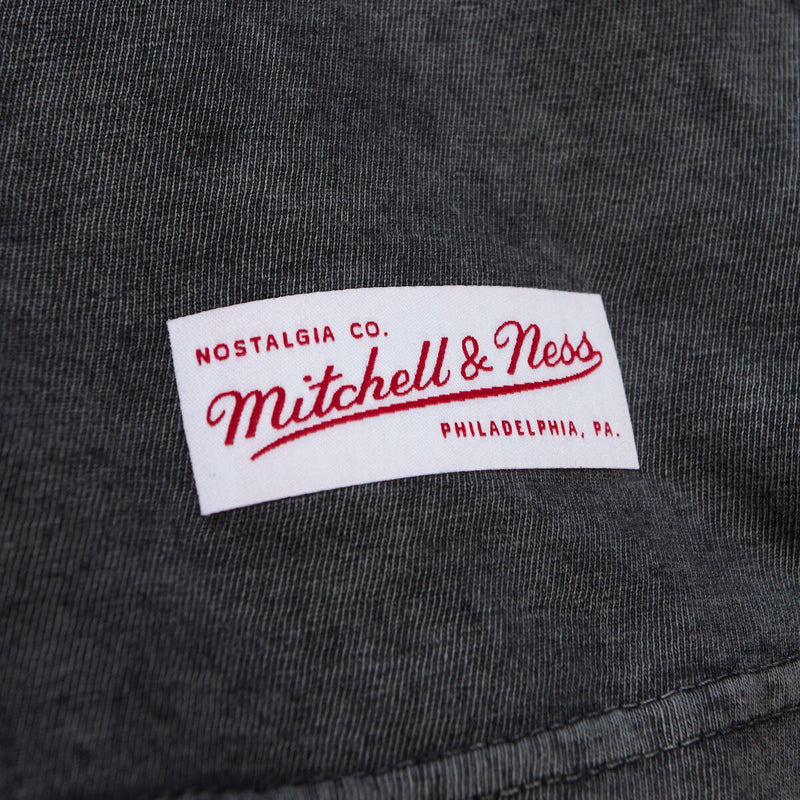 NOSTALGIA CO.
Mitchell & Ness
PHILADELPHIA, PA.